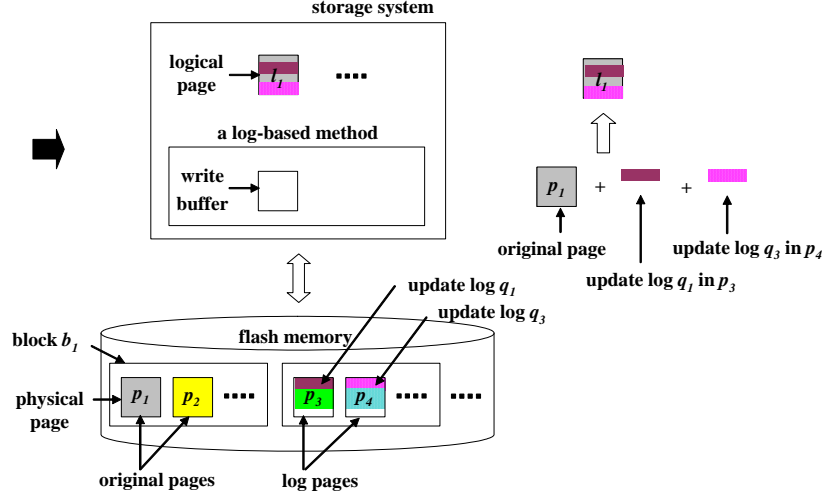 storage system
logical
page
l1
a log-based method
write
buffer
l1
p1
+
+
original page
update log q3 in p4
update log q1 in p3
update log q1
update log q3
flash memory
block b1
physical
page
p1
p2
p3
p4
original pages
log pages